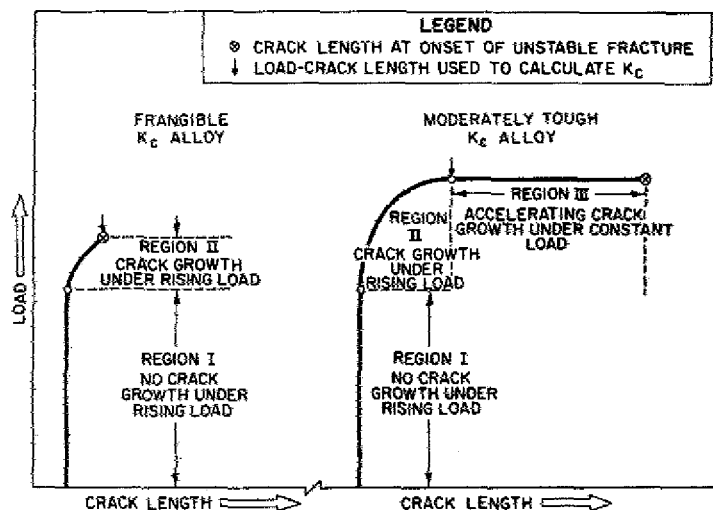 LEGEND
CRACK LENGTH AT ONSET OF UNSTABLE FRACTURE
LOAD-CRACK LENGTH USED TO CALCULATE Kc
FRANGIBLE
Kc ALLOY
MODERATELY TOUGH
Kc ALLOY
REGION II
CRACK GROWTH
UNDER RISING LOAD
REGION I
NO CRACK
GROWTH UNDER
RISING LOAD
REGION
II
CRACK GROWTH
UNDER
RISING LOAD
REGION III
ACCELERATING CRACK
GROWTH UNDER CONSTANT
LOAD
REGION I
NO CRACK
GROWTH UNDER
RISING LOAD
LOAD
CRACK LENGTH
CRACK LENGTH